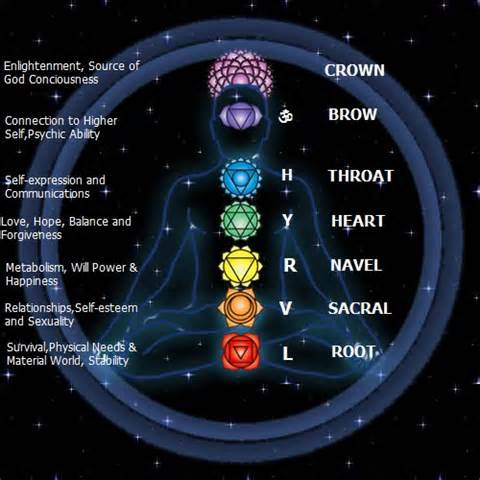 Enlightenment, Source of
God Conciousness
CROWN
Connection to Higher
Self,Psychic Ability
ॐ
BROW
Self-expression and
Communications
H
THROAT
Love, Hope, Balance and
Forgiveness
Y
HEART
Metabolism, Will Power &
Happiness
R
NAVEL
Relationships,Self-esteem
and Sexuality
V
SACRAL
Survival,Physical Needs &
Material World, Stability
L
ROOT